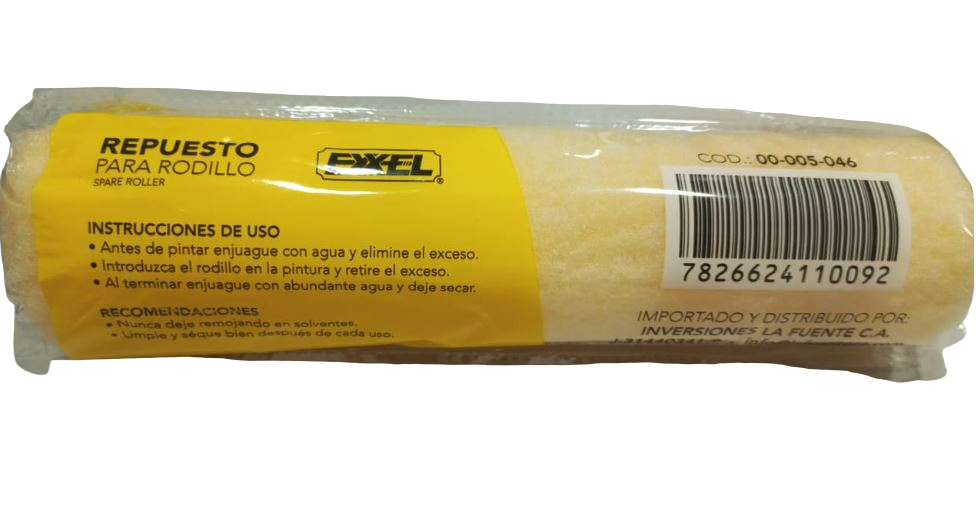 REPUESTO
PARA RODILLO
SPARE ROLLER
EXXEL
®
INSTRUCCIONES DE USO
• Antes de pintar enjuague con agua y elimine el exceso.
• Introduzca el rodillo en la pintura y retire el exceso.
• Al terminar enjuague con abundante agua y deje secar.
RECOMENDACIONES
• Nunca deje remojando en solventes.
• Limpie y séque bien después de cada uso.
COD.: 00-005-046
7826624110092
IMPORTADO Y DISTRIBUIDO POR:
INVERSIONES LA FUENTE C.A.